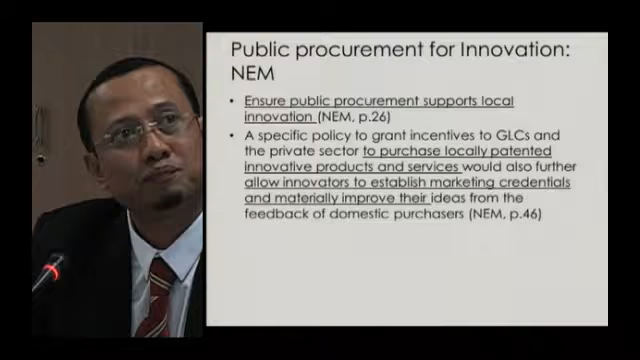 Public procurement for Innovation:
NEM
• Ensure public procurement supports local
innovation (NEM, p.26)
• A specific policy to grant incentives to GLCs and
the private sector to purchase locally patented
innovative products and services would also further
allow innovators to establish marketing credentials
and materially improve their ideas from the
feedback of domestic purchasers (NEM, p.46)